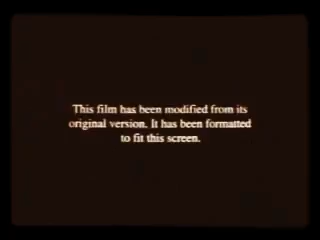 This film has been modified from its
original version. It has been formatted
to fit this screen.